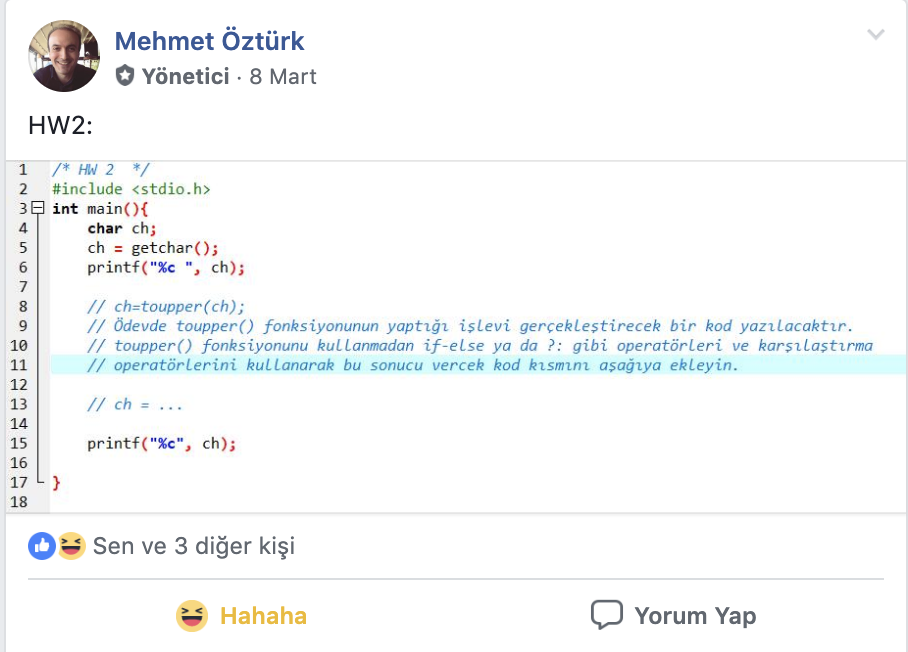 Mehmet Öztürk
Yönetici · 8 Mart
HW2:
1 /* HW 2  */
2 #include <stdio.h>
3 int main(){
4 char ch;
5 ch = getchar();
6 printf("%c ", ch);
7
8 // ch=toupper(ch);
9 // Ödevde toupper() fonksiyonunun yaptığı işlevi gerçekleştirecek bir kod yazılacaktır.
10 // toupper() fonksiyonunu kullanmadan if-else ya da ?: gibi operatörleri ve karşılaştırma
11 // operatörlerini kullanarak bu sonucu vercek kod kısmını aşağıya ekleyin.
12
13 // ch = ...
14
15 printf("%c", ch);
16
17 }
18
Sen ve 3 diğer kişi
Hahaha Yorum Yap